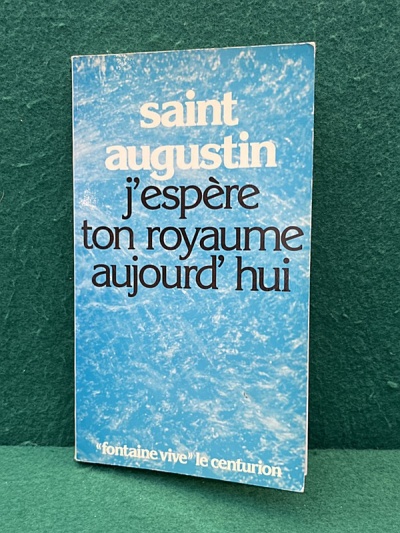 saint
augustin
j'espère
ton royaume
aujourd' hui
"fontaine vive" le centurion